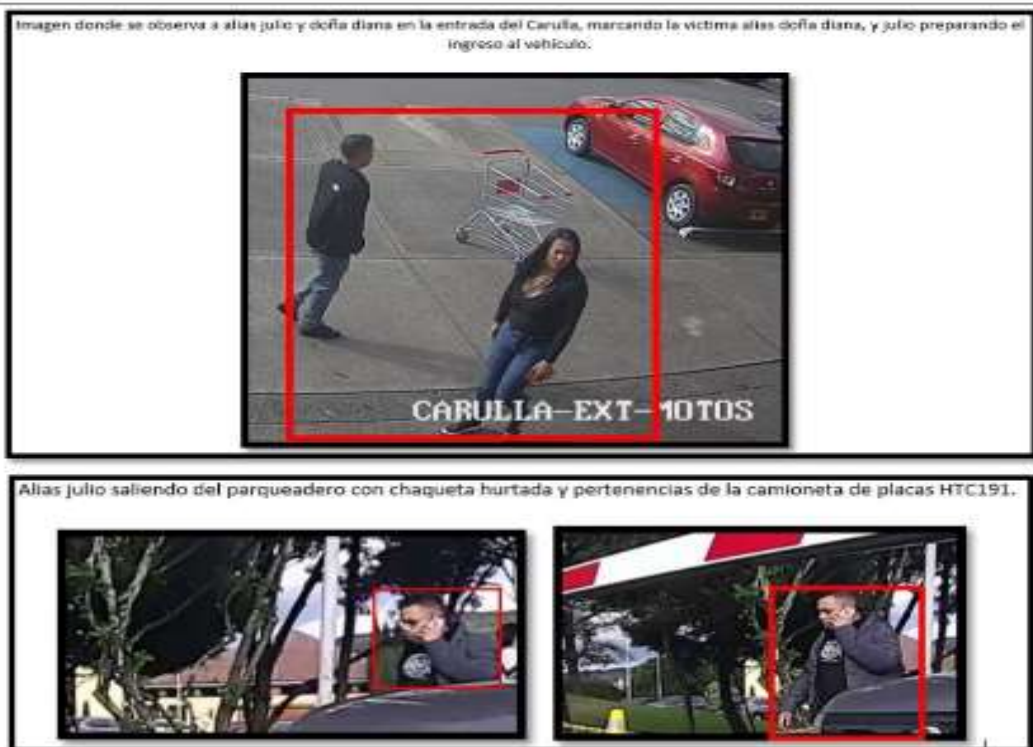 Imagen donde se observa a alias julio y doña diana en la entrada del Carulla, marcando la victima alias doña diana, y julio preparando el
ingreso al vehículo.
CARULLA-EXT-MOTOS
Alias julio saliendo del parqueadero con chaqueta hurtada y pertenencias de la camioneta de placas HTC191.